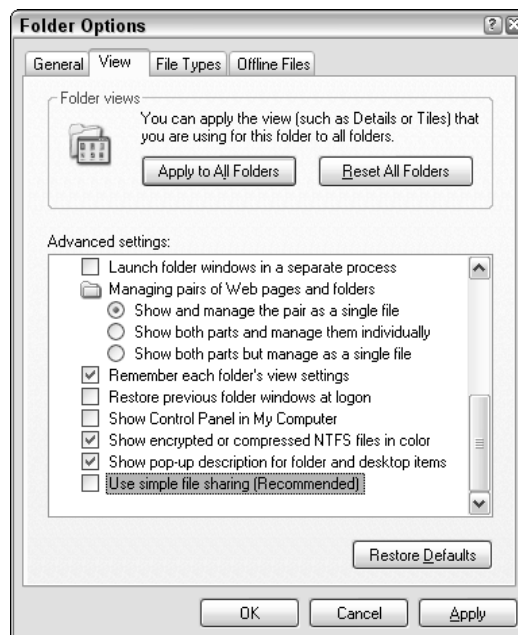 Folder Options
General View File Types Offline Files
Folder views
You can apply the view (such as Details or Tiles) that
you are using for this folder to all folders.
Apply to All Folders Reset All Folders
Advanced settings:
Launch folder windows in a separate process
Managing pairs of Web pages and folders
Show and manage the pair as a single file
Show both parts and manage them individually
Show both parts but manage as a single file
Remember each folder's view settings
Restore previous folder windows at logon
Show Control Panel in My Computer
Show encrypted or compressed NTFS files in color
Show pop-up description for folder and desktop items
Use simple file sharing (Recommended)
Restore Defaults
OK Cancel Apply